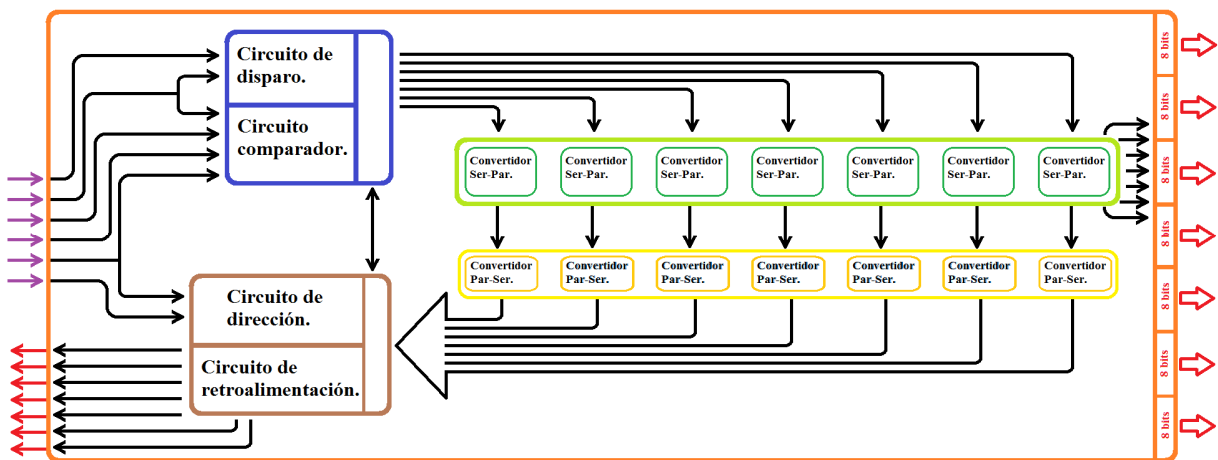 Circuito de
disparo.
Circuito
comparador.
Convertidor
Ser-Par.
Convertidor
Ser-Par.
Convertidor
Ser-Par.
Convertidor
Ser-Par.
Convertidor
Ser-Par.
Convertidor
Ser-Par.
Convertidor
Ser-Par.
Convertidor
Par-Ser.
Convertidor
Par-Ser.
Convertidor
Par-Ser.
Convertidor
Par-Ser.
Convertidor
Par-Ser.
Convertidor
Par-Ser.
Convertidor
Par-Ser.
Circuito de
dirección.
Circuito de
retroalimentación.
8 bits
8 bits
8 bits
8 bits
8 bits
8 bits
8 bits